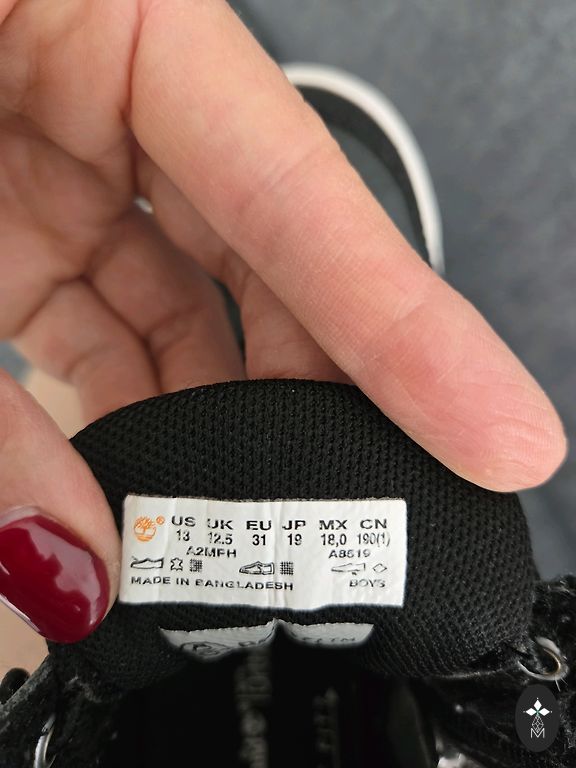 US UK EU JP MX CN
13 12.5 31 19 18,0 190(1)
A2MFH A8619
MADE IN BANGLADESH BOYS